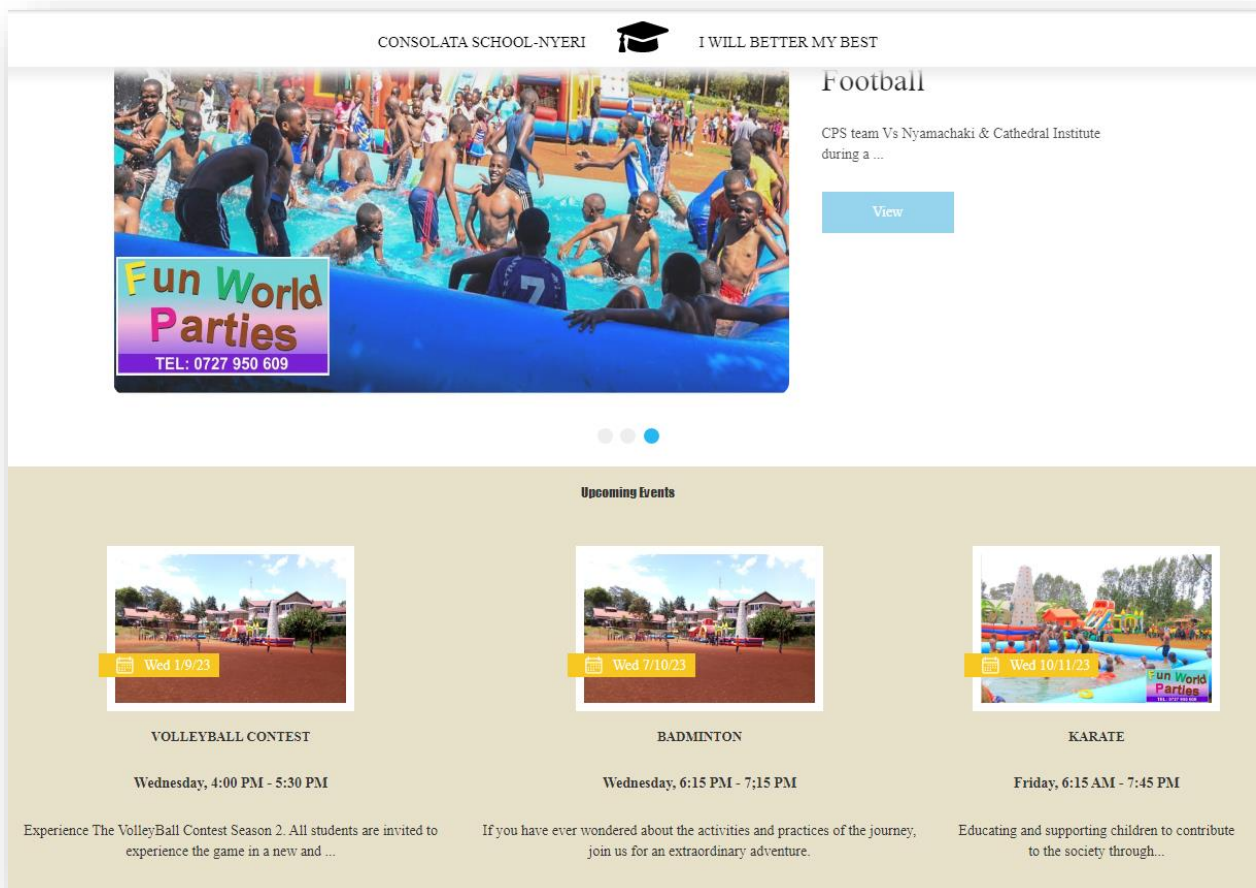 CONSOLATA SCHOOL-NYERI
I WILL BETTER MY BEST
Football
CPS team Vs Nyamachaki & Cathedral Institute
during a ...
View
7
Fun World
Parties
TEL: 0727 950 609
Upcoming Events
Wed 1/9/23
VOLLEYBALL CONTEST
Wednesday, 4:00 PM - 5:30 PM
Experience The VolleyBall Contest Season 2. All students are invited to
experience the game in a new and ...
Wed 7/10/23
BADMINTON
Wednesday, 6:15 PM - 7;15 PM
If you have ever wondered about the activities and practices of the journey,
join us for an extraordinary adventure.
Wed 10/11/23
Fun World
Parties
KARATE
Friday, 6:15 AM - 7:45 PM
Educating and supporting children to contribute
to the society through...